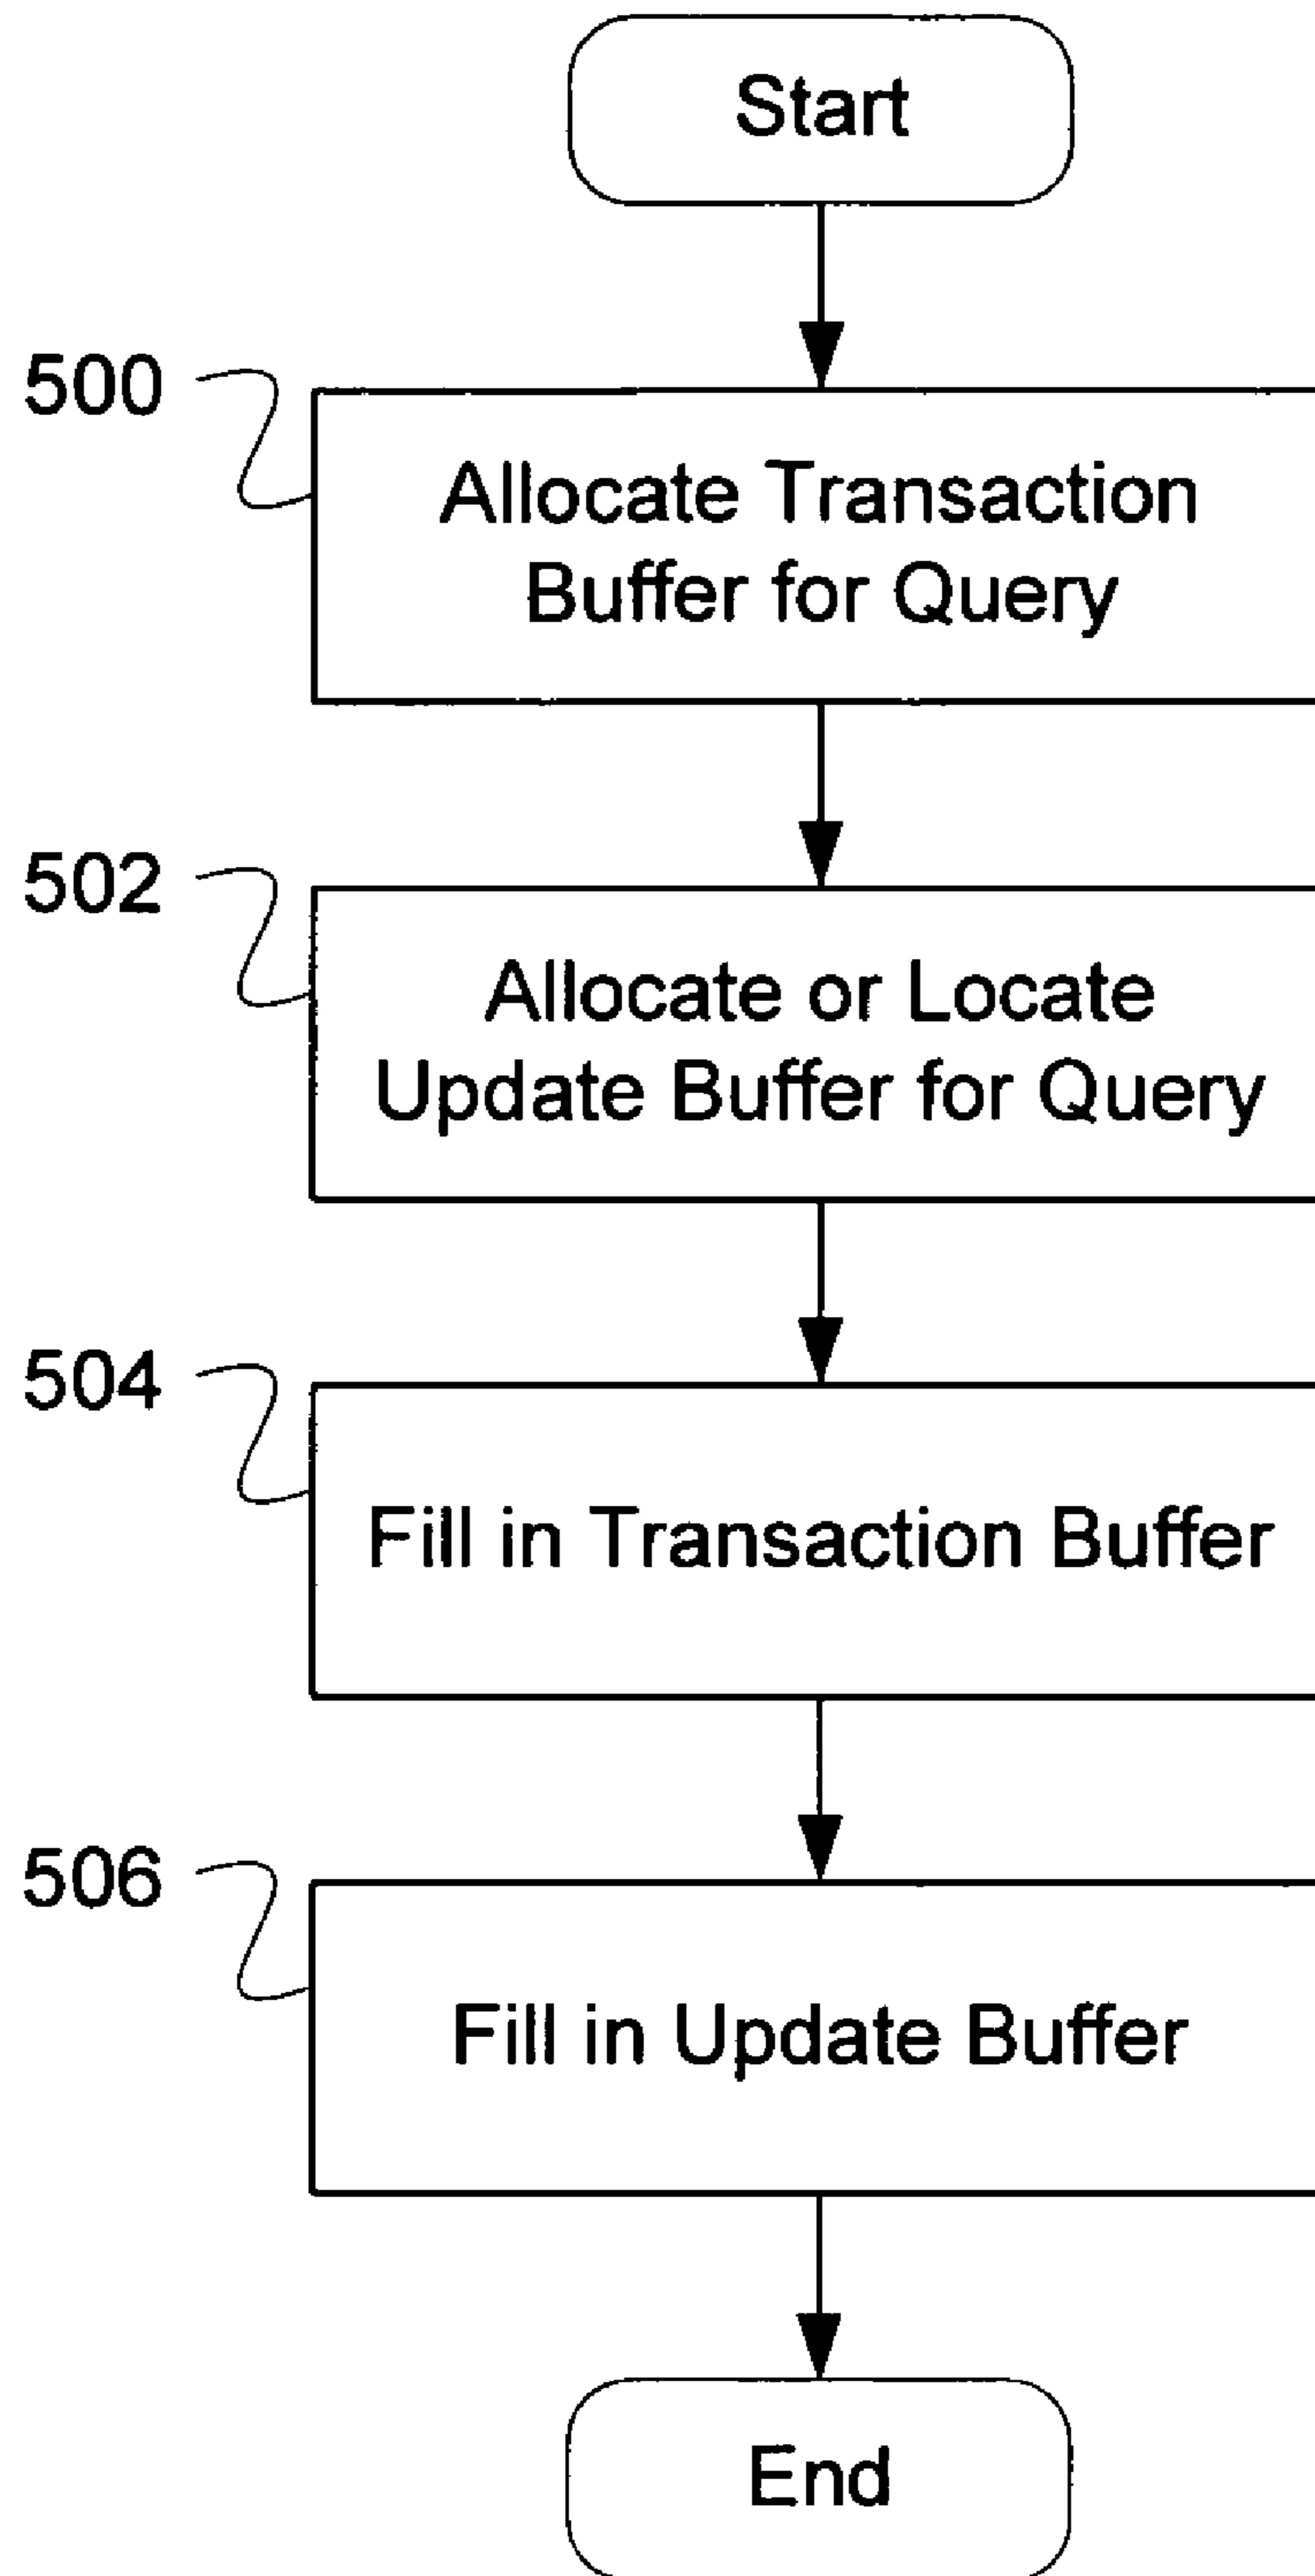 Start
500
Allocate Transaction
Buffer for Query
502
Allocate or Locate
Update Buffer for Query
504
Fill in Transaction Buffer
506
Fill in Update Buffer
End